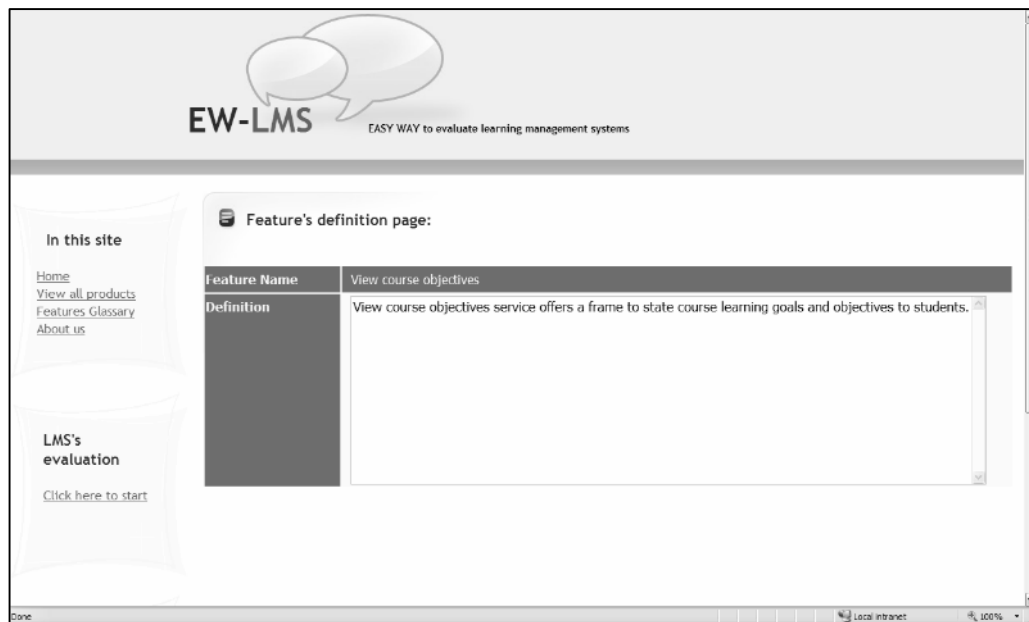 EW-LMS
EASY WAY to evaluate learning management systems
In this site
Home
View all products
Features Glassary
About us
LMS's
evaluation
Click here to start
Feature's definition page:
Feature Name View course objectives
Definition View course objectives service offers a frame to state course learning goals and objectives to students.
Done Local intranet 100%